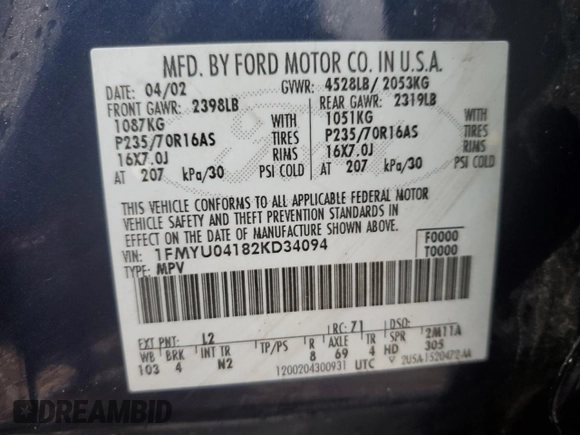 MFD. BY FORD MOTOR CO. IN U.S.A.
DATE: 04/02 GVWR: 4528LB/ 2053KG
FRONT GAWR: 2398LB REAR GAWR: 2319LB
1087KG WITH 1051KG WITH
P235/70R16AS TIRES P235/70R16AS TIRES
16X7.0J RIMS 16X7.0J RIMS
AT 207 kPa/30 PSI COLD AT 207 kPa/30 PSI COLD
THIS VEHICLE CONFORMS TO ALL APPLICABLE FEDERAL MOTOR
VEHICLE SAFETY AND THEFT PREVENTION STANDARDS IN
EFFECT ON THE DATE OF MANUFACTURE SHOWN ABOVE.
VIN: 1FMYU04182KD34094 F0000
TYPE: MPV T0000
EXT PNT: L2 RC: 71 DSO:
WB BRK INT TR TP/PS R AXLE TR SPR 2M11A
103 4 N2 8 69 4 HD 305
1200204300931 UTC
DREAMBID